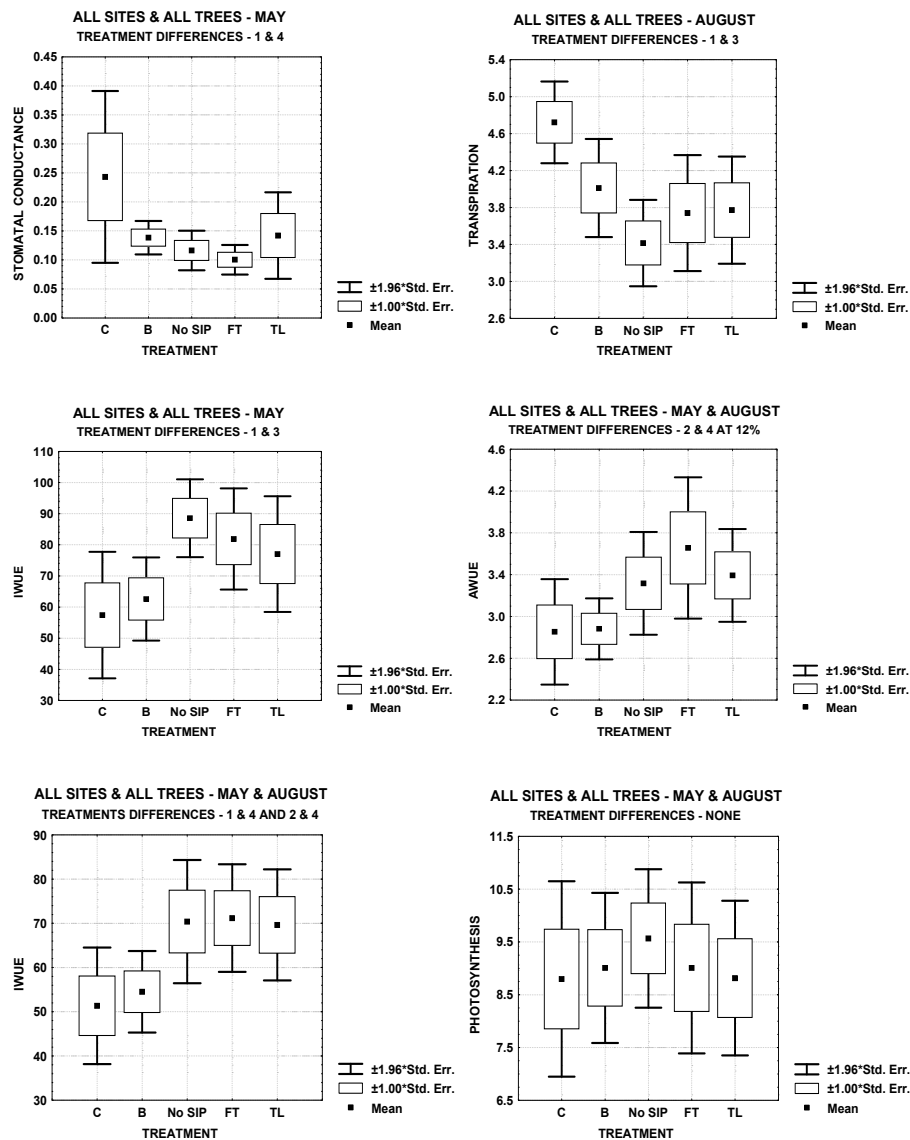 ALL SITES & ALL TREES - MAY
TREATMENT DIFFERENCES - 1 & 4
STOMATAL CONDUCTANCE
0.45
0.40
0.35
0.30
0.25
0.20
0.15
0.10
0.05
0.00
C B No SIP FT TL
TREATMENT
±1.96*Std. Err.
±1.00*Std. Err.
Mean
ALL SITES & ALL TREES - AUGUST
TREATMENT DIFFERENCES - 1 & 3
TRANSPIRATION
5.4
5.0
4.6
4.2
3.8
3.4
3.0
2.6
C B No SIP FT TL
TREATMENT
±1.96*Std. Err.
±1.00*Std. Err.
Mean
ALL SITES & ALL TREES - MAY
TREATMENT DIFFERENCES - 1 & 3
IWUE
110
100
90
80
70
60
50
40
30
C B No SIP FT TL
TREATMENT
±1.96*Std. Err.
±1.00*Std. Err.
Mean
ALL SITES & ALL TREES - MAY & AUGUST
TREATMENT DIFFERENCES - 2 & 4 AT 12%
AWUE
4.6
4.2
3.8
3.4
3.0
2.6
2.2
C B No SIP FT TL
TREATMENT
±1.96*Std. Err.
±1.00*Std. Err.
Mean
ALL SITES & ALL TREES - MAY & AUGUST
TREATMENTS DIFFERENCES - 1 & 4 AND 2 & 4
IWUE
90
80
70
60
50
40
30
C B No SIP FT TL
TREATMENT
±1.96*Std. Err.
±1.00*Std. Err.
Mean
ALL SITES & ALL TREES - MAY & AUGUST
TREATMENT DIFFERENCES - NONE
PHOTOSYNTHESIS
11.5
10.5
9.5
8.5
7.5
6.5
C B No SIP FT TL
TREATMENT
±1.96*Std. Err.
±1.00*Std. Err.
Mean